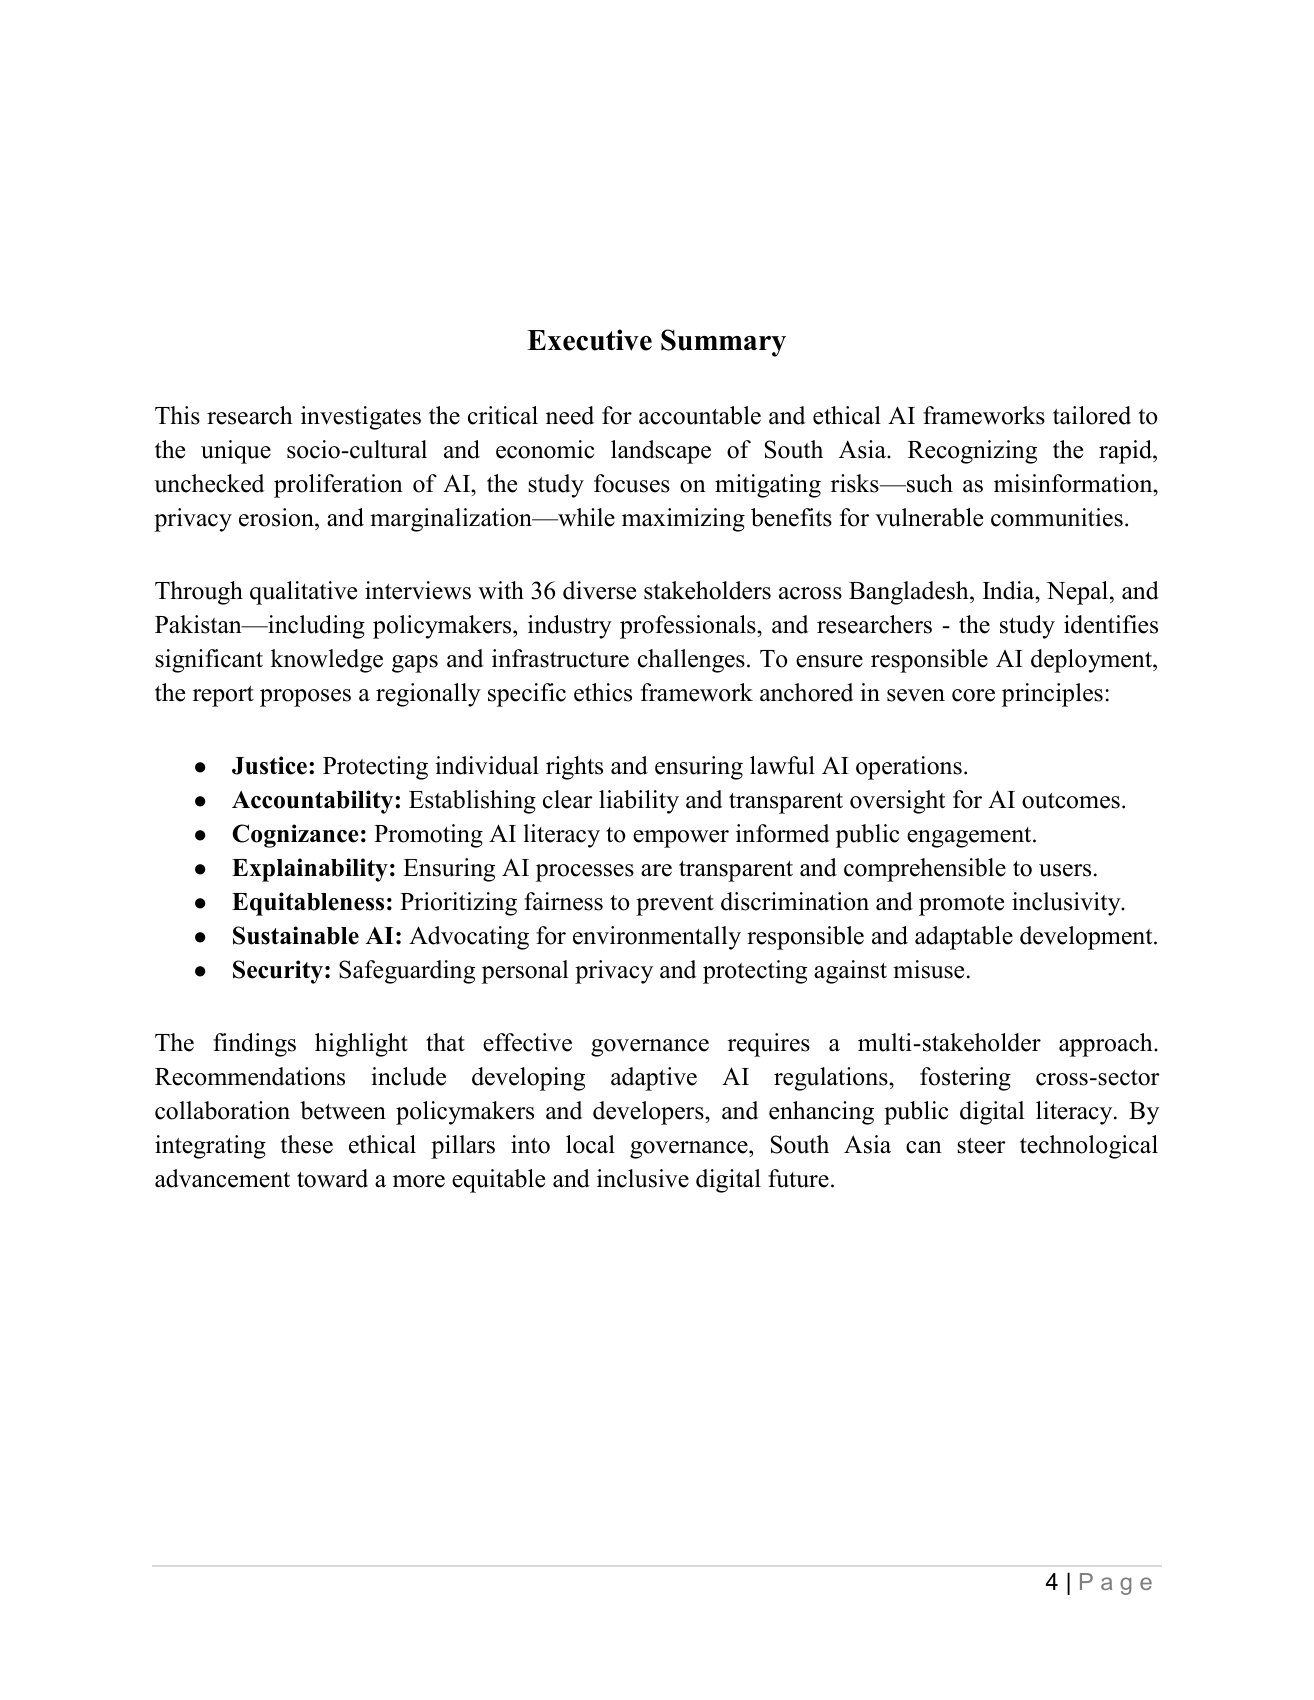 Executive Summary
This research investigates the critical need for accountable and ethical AI frameworks tailored to
the unique socio-cultural and economic landscape of South Asia. Recognizing the rapid,
unchecked proliferation of AI, the study focuses on mitigating risks—such as misinformation,
privacy erosion, and marginalization—while maximizing benefits for vulnerable communities.
Through qualitative interviews with 36 diverse stakeholders across Bangladesh, India, Nepal, and
Pakistan—including policymakers, industry professionals, and researchers - the study identifies
significant knowledge gaps and infrastructure challenges. To ensure responsible AI deployment,
the report proposes a regionally specific ethics framework anchored in seven core principles:
● Justice: Protecting individual rights and ensuring lawful AI operations.
● Accountability: Establishing clear liability and transparent oversight for AI outcomes.
● Cognizance: Promoting AI literacy to empower informed public engagement.
● Explainability: Ensuring AI processes are transparent and comprehensible to users.
● Equitableness: Prioritizing fairness to prevent discrimination and promote inclusivity.
● Sustainable AI: Advocating for environmentally responsible and adaptable development.
● Security: Safeguarding personal privacy and protecting against misuse.
The findings highlight that effective governance requires a multi-stakeholder approach.
Recommendations include developing adaptive AI regulations, fostering cross-sector
collaboration between policymakers and developers, and enhancing public digital literacy. By
integrating these ethical pillars into local governance, South Asia can steer technological
advancement toward a more equitable and inclusive digital future.
4 | Page